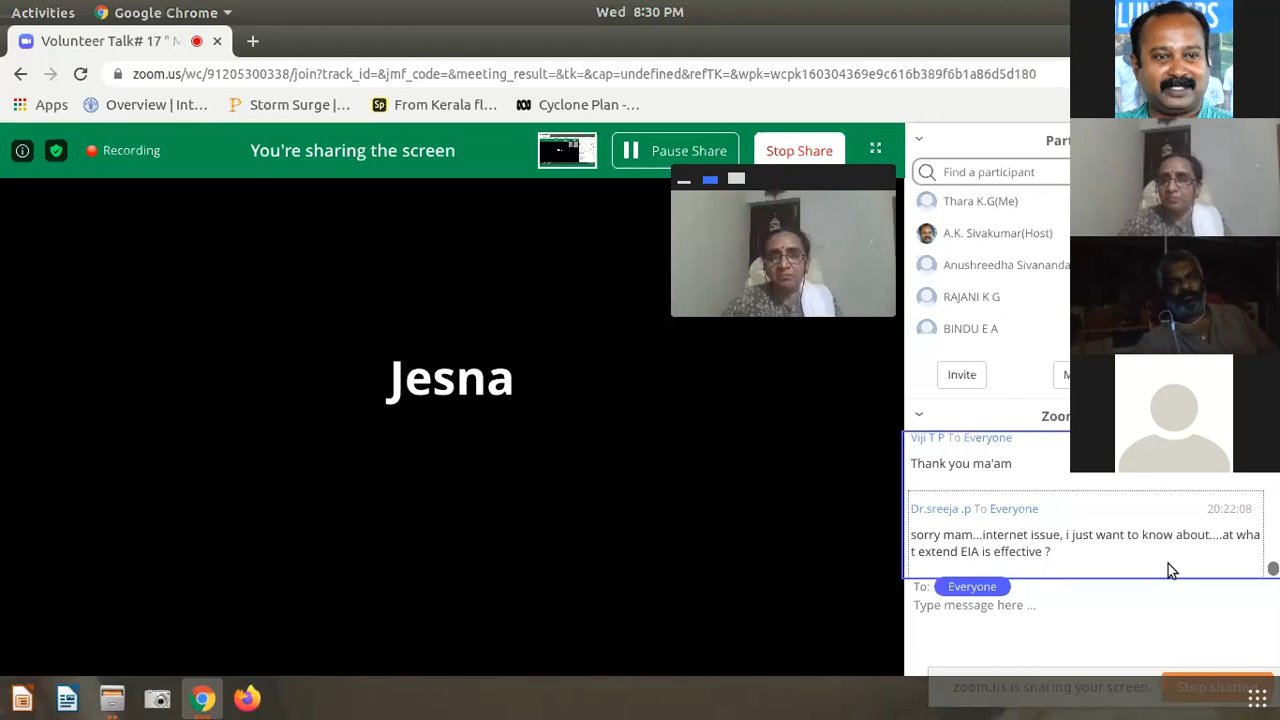 Activities
Google Chrome
Wed 8:30 PM
Volunteer Talk# 17 "
zoom.us/wc/91205300338/join?track_id=&jmf_code=&meeting_result=&tk=&cap=undefined&refTK=&wpk=wcpk160304369e9c616b389f6b1a86d5d180
Apps
Overview | Int...
Storm Surge |...
From Kerala fl...
Cyclone Plan -...
Recording
You're sharing the screen
Pause Share
Stop Share
Jesna
Find a participant
Thara K.G(Me)
A.K. Sivakumar(Host)
Anushreedha Sivananda
RAJANI K G
BINDU E A
Invite
Viji T P To Everyone
Thank you ma'am
Dr.sreeja .p To Everyone 20:22:08
sorry mam...internet issue, i just want to know about....at wha
t extend EIA is effective ?
To: Everyone
Type message here ...
zoom.us is sharing your screen.
Stop sharing